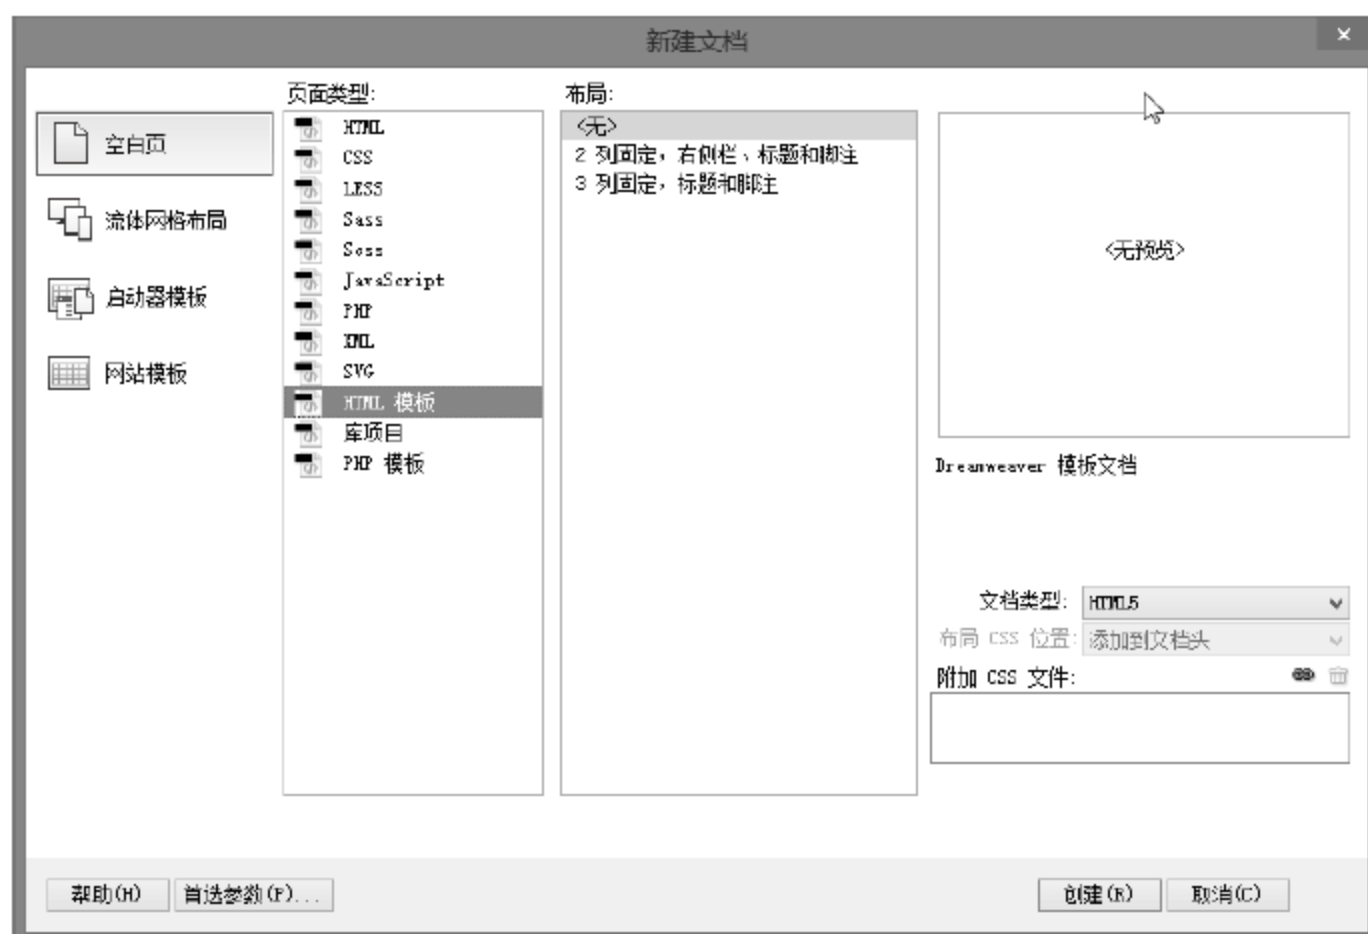 新建文档
空白页
流体网格布局
启动器模板
网站模板
页面类型:
HTML
CSS
LESS
Sass
Scss
JavaScript
PHP
XML
SVG
HTML 模板
库项目
PHP 模板
布局:
<无>
2 列固定，右侧栏、标题和脚注
3 列固定，标题和脚注
<无预览>
Dreamweaver 模板文档
文档类型: HTML5
布局 CSS 位置: 添加到文档头
附加 CSS 文件:
帮助(H) 首选参数(P)... 创建(R) 取消(C)